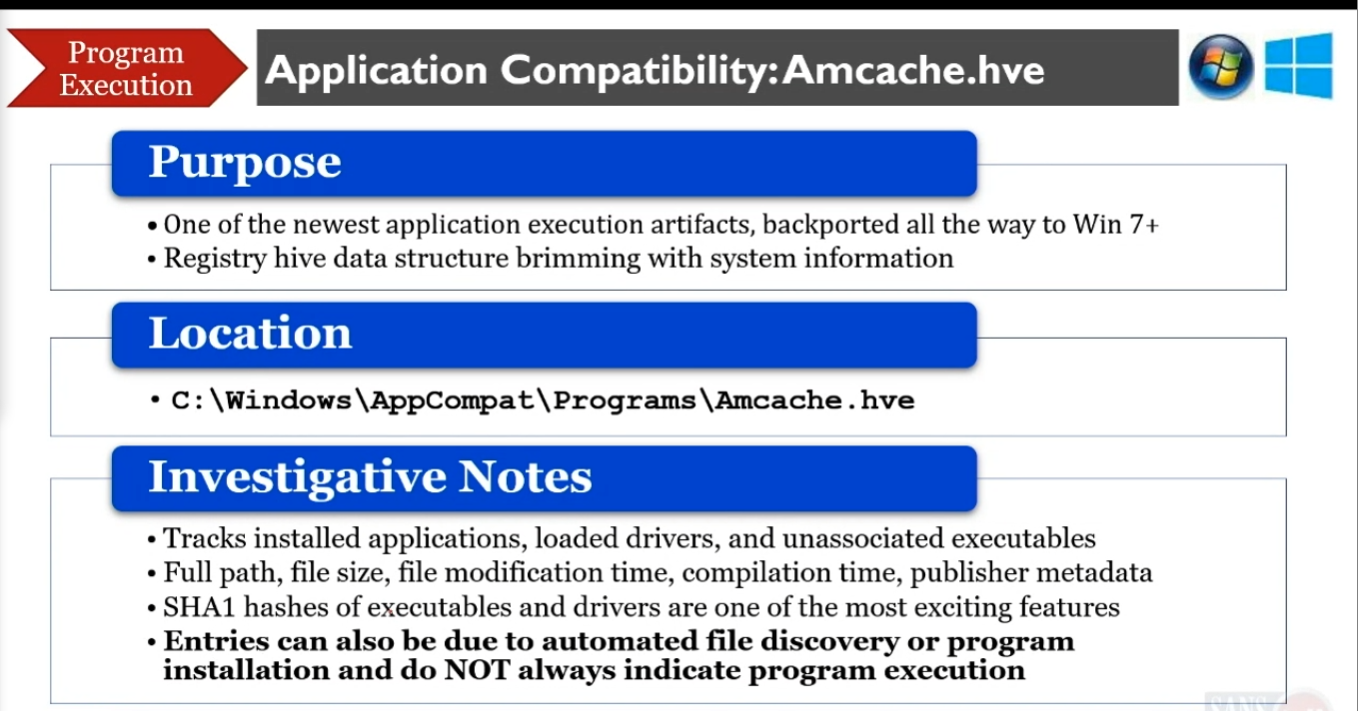 Program
Execution
Application Compatibility: Amcache.hve
Purpose
• One of the newest application execution artifacts, backported all the way to Win 7+
• Registry hive data structure brimming with system information
Location
• C:\Windows\AppCompat\Programs\Amcache.hve
Investigative Notes
• Tracks installed applications, loaded drivers, and unassociated executables
• Full path, file size, file modification time, compilation time, publisher metadata
• SHA1 hashes of executables and drivers are one of the most exciting features
• Entries can also be due to automated file discovery or program
installation and do NOT always indicate program execution
SANS